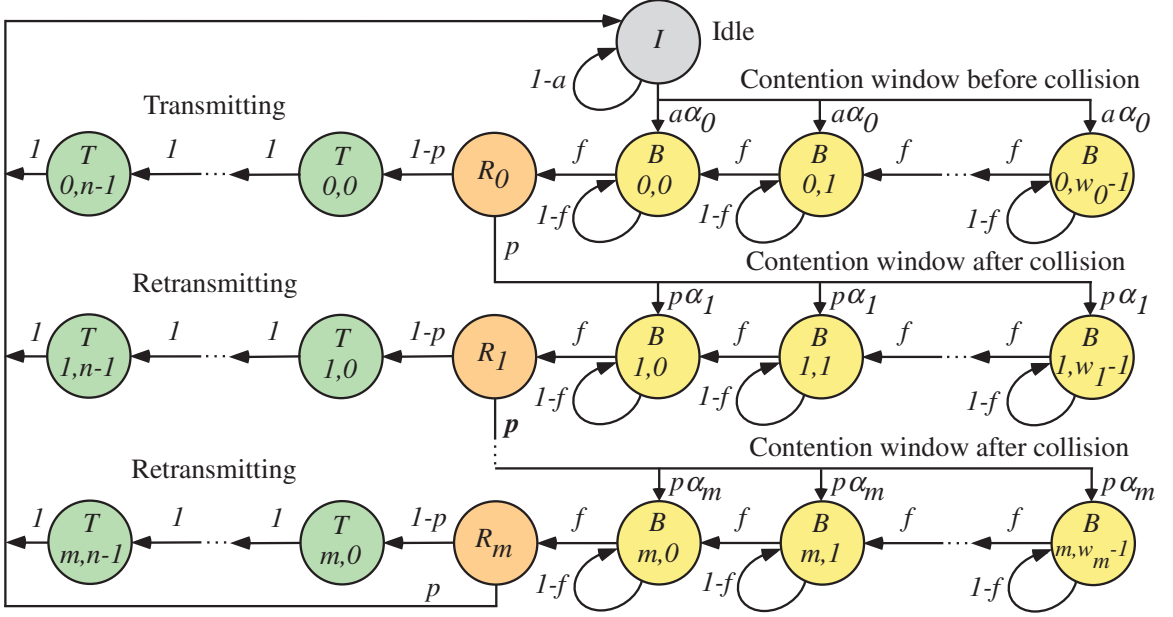 I Idle
1-a
Contention window before collision
Transmitting
aα0 aα0 aα0
1 T 0,n-1 1 ... 1 T 0,0 1-p R0 f B 0,0 f B 0,1 f ... f B 0,w0-1
1-f 1-f 1-f
p
Contention window after collision
Retransmitting
pα1 pα1 pα1
1 T 1,n-1 1 ... 1 T 1,0 1-p R1 f B 1,0 f B 1,1 f ... f B 1,w1-1
1-f 1-f 1-f
p
Contention window after collision
Retransmitting
pαm pαm pαm
1 T m,n-1 1 ... 1 T m,0 1-p Rm f B m,0 f B m,1 f ... f B m,wm-1
1-f 1-f 1-f
p